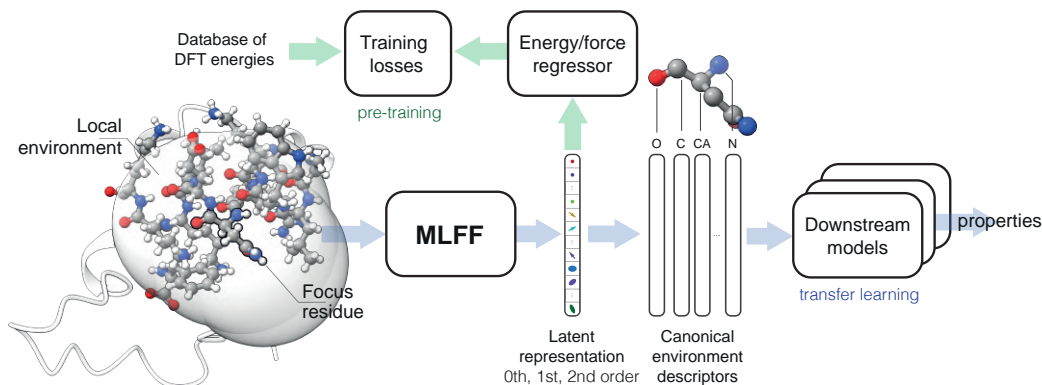 Database of
DFT energies
Training
losses
Energy/force
regressor
pre-training
Local
environment
O C CA N
MLFF
...
Downstream
models
properties
transfer learning
Focus
residue
Latent
representation
0th, 1st, 2nd order
Canonical
environment
descriptors